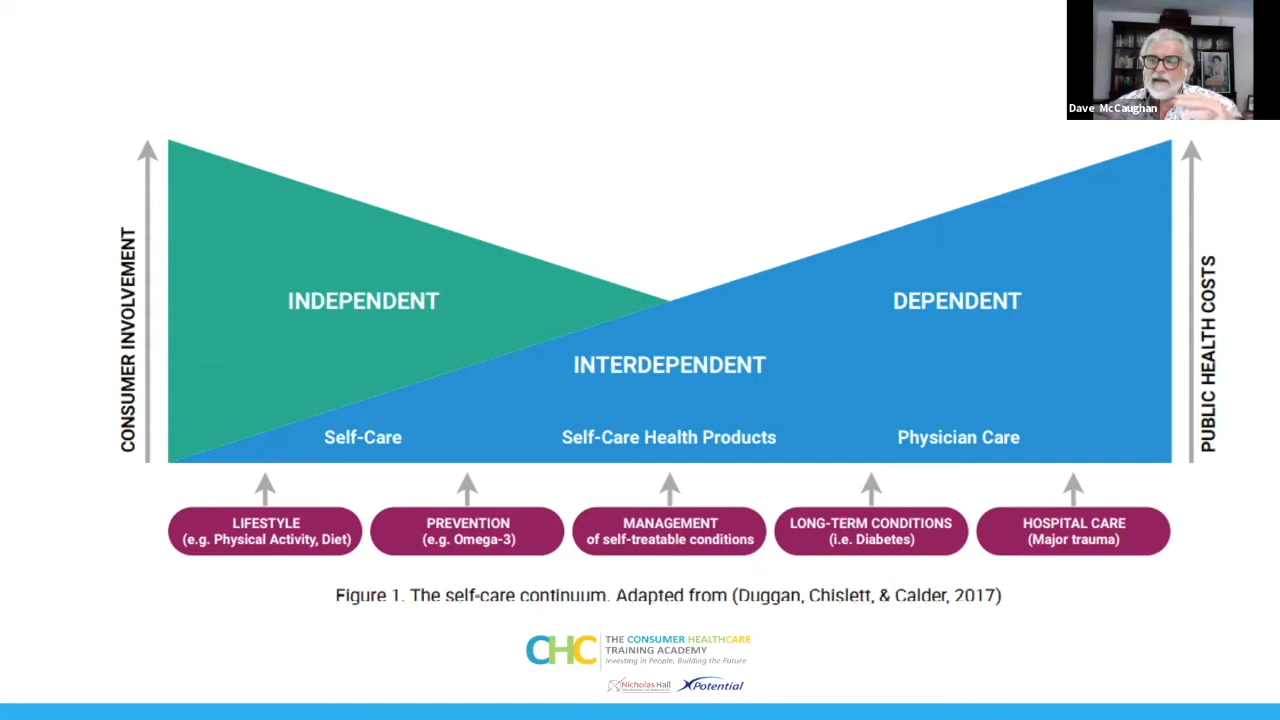 Dave McCaughan
CONSUMER INVOLVEMENT
PUBLIC HEALTH COSTS
INDEPENDENT
DEPENDENT
INTERDEPENDENT
Self-Care
Self-Care Health Products
Physician Care
LIFESTYLE
(e.g. Physical Activity, Diet)
PREVENTION
(e.g. Omega-3)
MANAGEMENT
of self-treatable conditions
LONG-TERM CONDITIONS
(i.e. Diabetes)
HOSPITAL CARE
(Major trauma)
Figure 1. The self-care continuum. Adapted from (Duggan, Chislett, & Calder, 2017)
CHC
THE CONSUMER HEALTHCARE
TRAINING ACADEMY
Investing in People, Building the Future
Nicholas Hall
XPotential